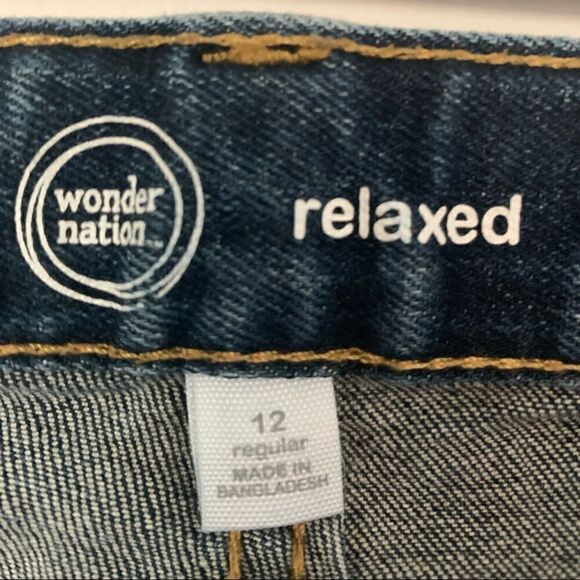 wonder
nation
relaxed
12
regular
MADE IN
BANGLADESH